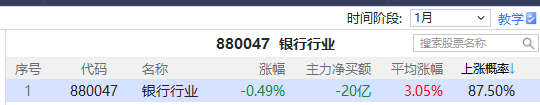 时间阶段: 1月 教学
880047 银行行业 搜索股票名称
序号 代码 名称 涨幅 主力净买额 平均涨幅 上涨概率↓
1 880047 银行行业 -0.49% -20亿 3.05% 87.50%